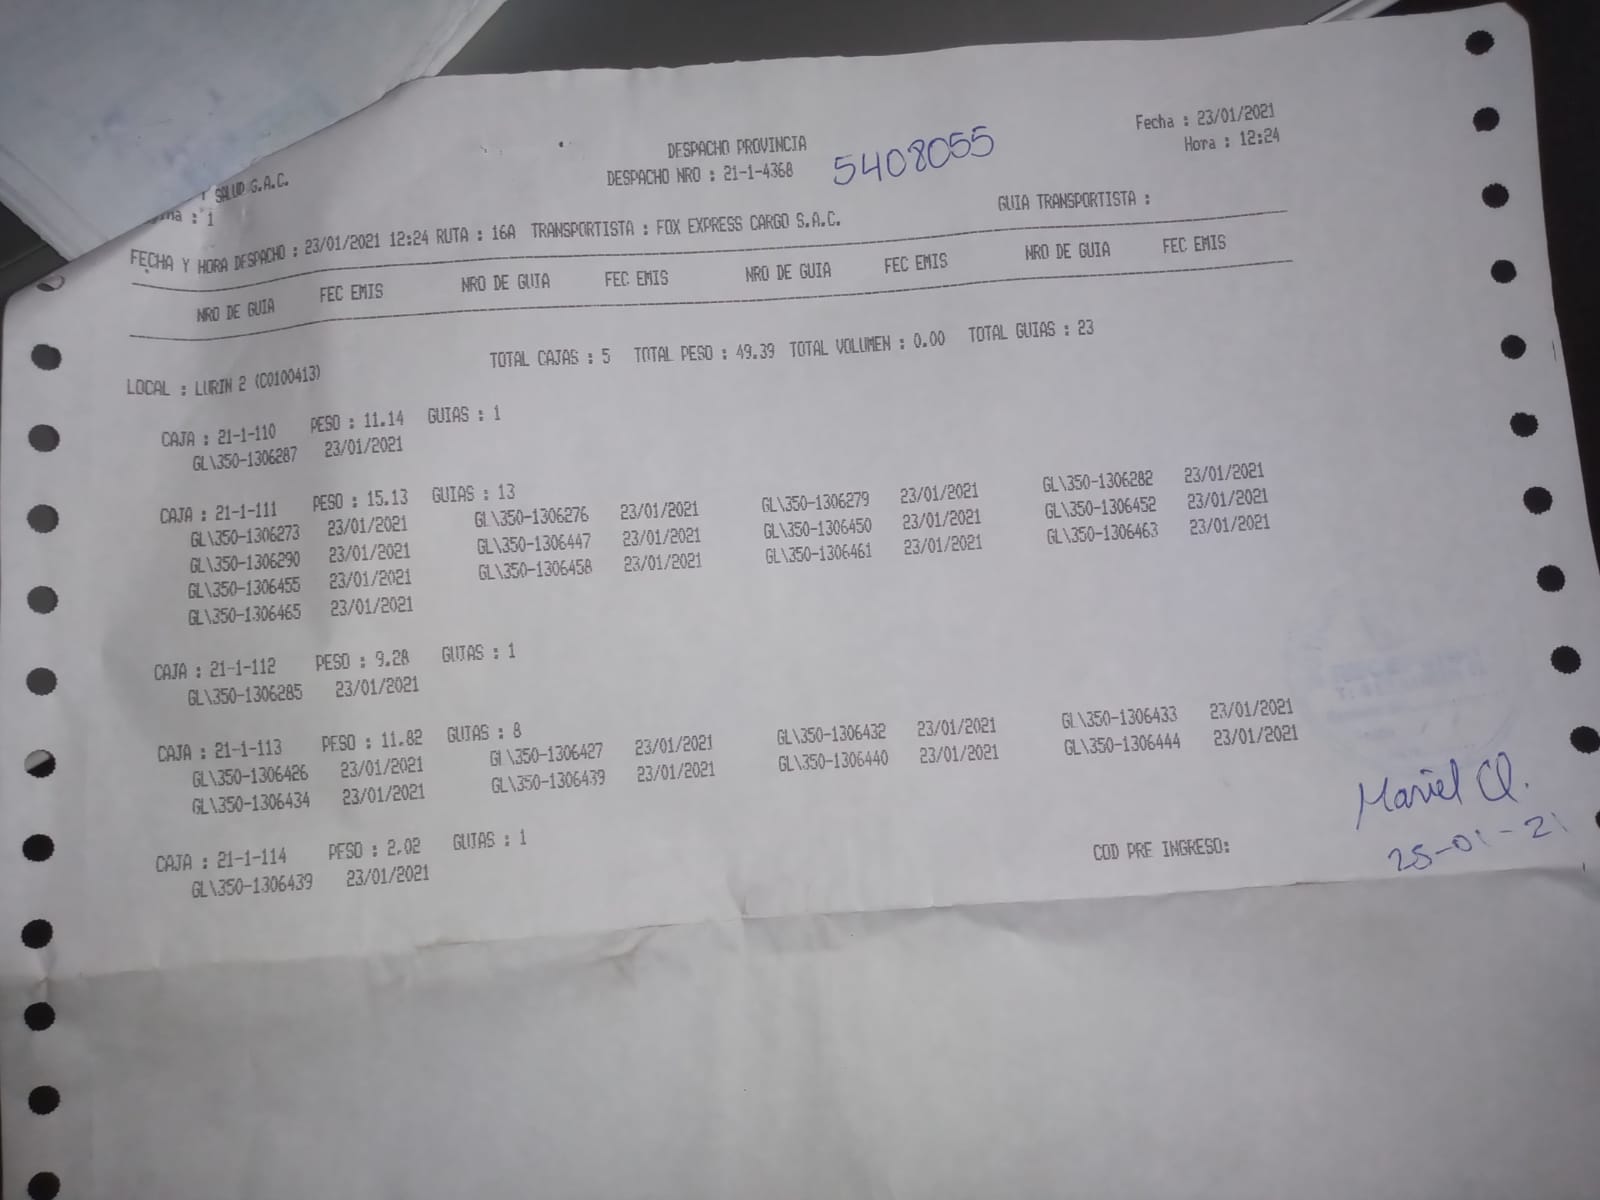 DESPACHO PROVINCIA
Fecha : 23/01/2021
SALUD S.A.C.
DESPACHO NRO : 21-1-4368
5408055
Hora : 12:24
: 1
GUIA TRANSPORTISTA :
FECHA Y HORA DESPACHO : 23/01/2021 12:24 RUTA : 16A TRANSPORTISTA : FOX EXPRESS CARGO S.A.C.
NRO DE GUIA FEC EMIS NRO DE GUIA FEC EMIS NRO DE GUIA FEC EMIS NRO DE GUIA FEC EMIS
LOCAL : LURIN 2 (C0100413) TOTAL CAJAS : 5 TOTAL PESO : 49.39 TOTAL VOLUMEN : 0.00 TOTAL GUIAS : 23
CAJA : 21-1-110 PESO : 11.14 GUIAS : 1
GL\350-1306287 23/01/2021
CAJA : 21-1-111 PESO : 15.13 GUIAS : 13
GL\350-1306273 23/01/2021 GL\350-1306276 23/01/2021 GL\350-1306279 23/01/2021 GL\350-1306282 23/01/2021
GL\350-1306290 23/01/2021 GL\350-1306447 23/01/2021 GL\350-1306450 23/01/2021 GL\350-1306452 23/01/2021
GL\350-1306455 23/01/2021 GL\350-1306458 23/01/2021 GL\350-1306461 23/01/2021 GL\350-1306463 23/01/2021
GL\350-1306465 23/01/2021
CAJA : 21-1-112 PESO : 9.28 GUIAS : 1
GL\350-1306285 23/01/2021
CAJA : 21-1-113 PESO : 11.82 GUIAS : 8
GL\350-1306426 23/01/2021 GL\350-1306427 23/01/2021 GL\350-1306432 23/01/2021 GL\350-1306433 23/01/2021
GL\350-1306434 23/01/2021 GL\350-1306439 23/01/2021 GL\350-1306440 23/01/2021 GL\350-1306444 23/01/2021
CAJA : 21-1-114 PESO : 2.02 GUIAS : 1
GL\350-1306439 23/01/2021
COD PRE INGRESO:
Mariel Q.
25-01-21